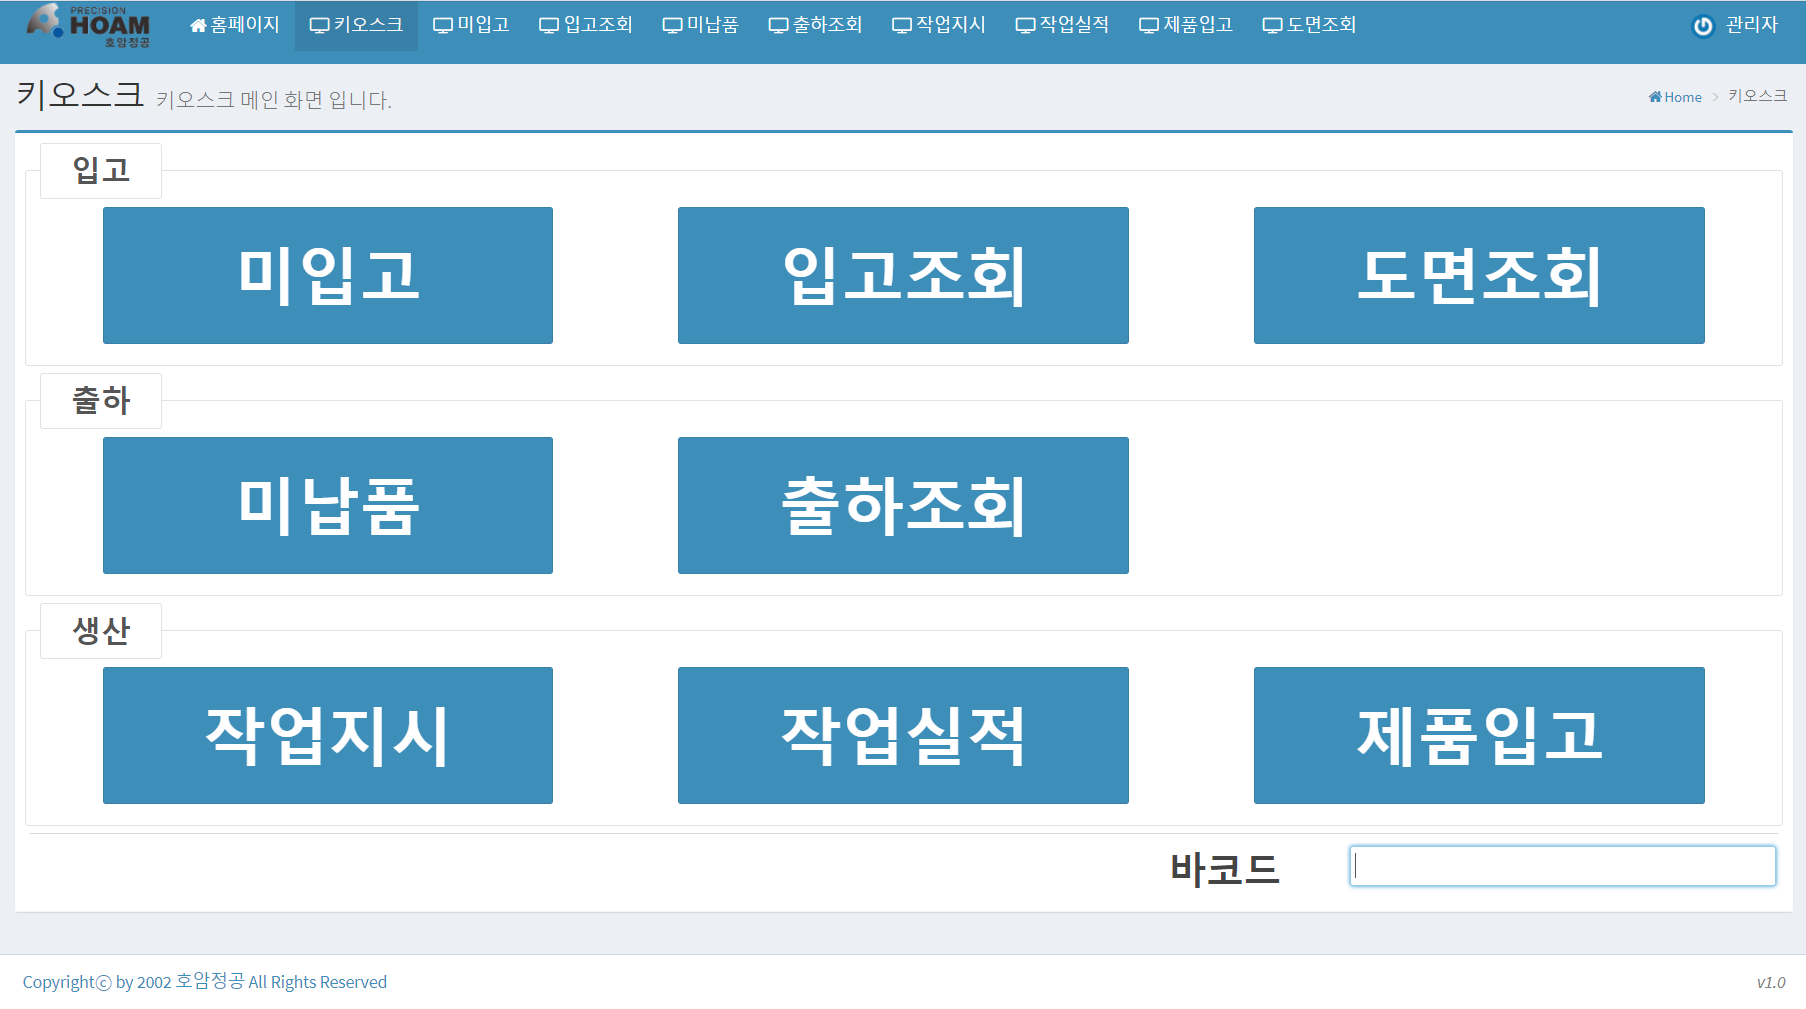 PRECISION
HOAM
호암정공
홈페이지 키오스크 미입고 입고조회 미납품 출하조회 작업지시 작업실적 제품입고 도면조회 관리자
키오스크 키오스크 메인 화면 입니다.
Home > 키오스크
입고
미입고 입고조회 도면조회
출하
미납품 출하조회
생산
작업지시 작업실적 제품입고
바코드
Copyrightⓒ by 2002 호암정공 All Rights Reserved
v1.0